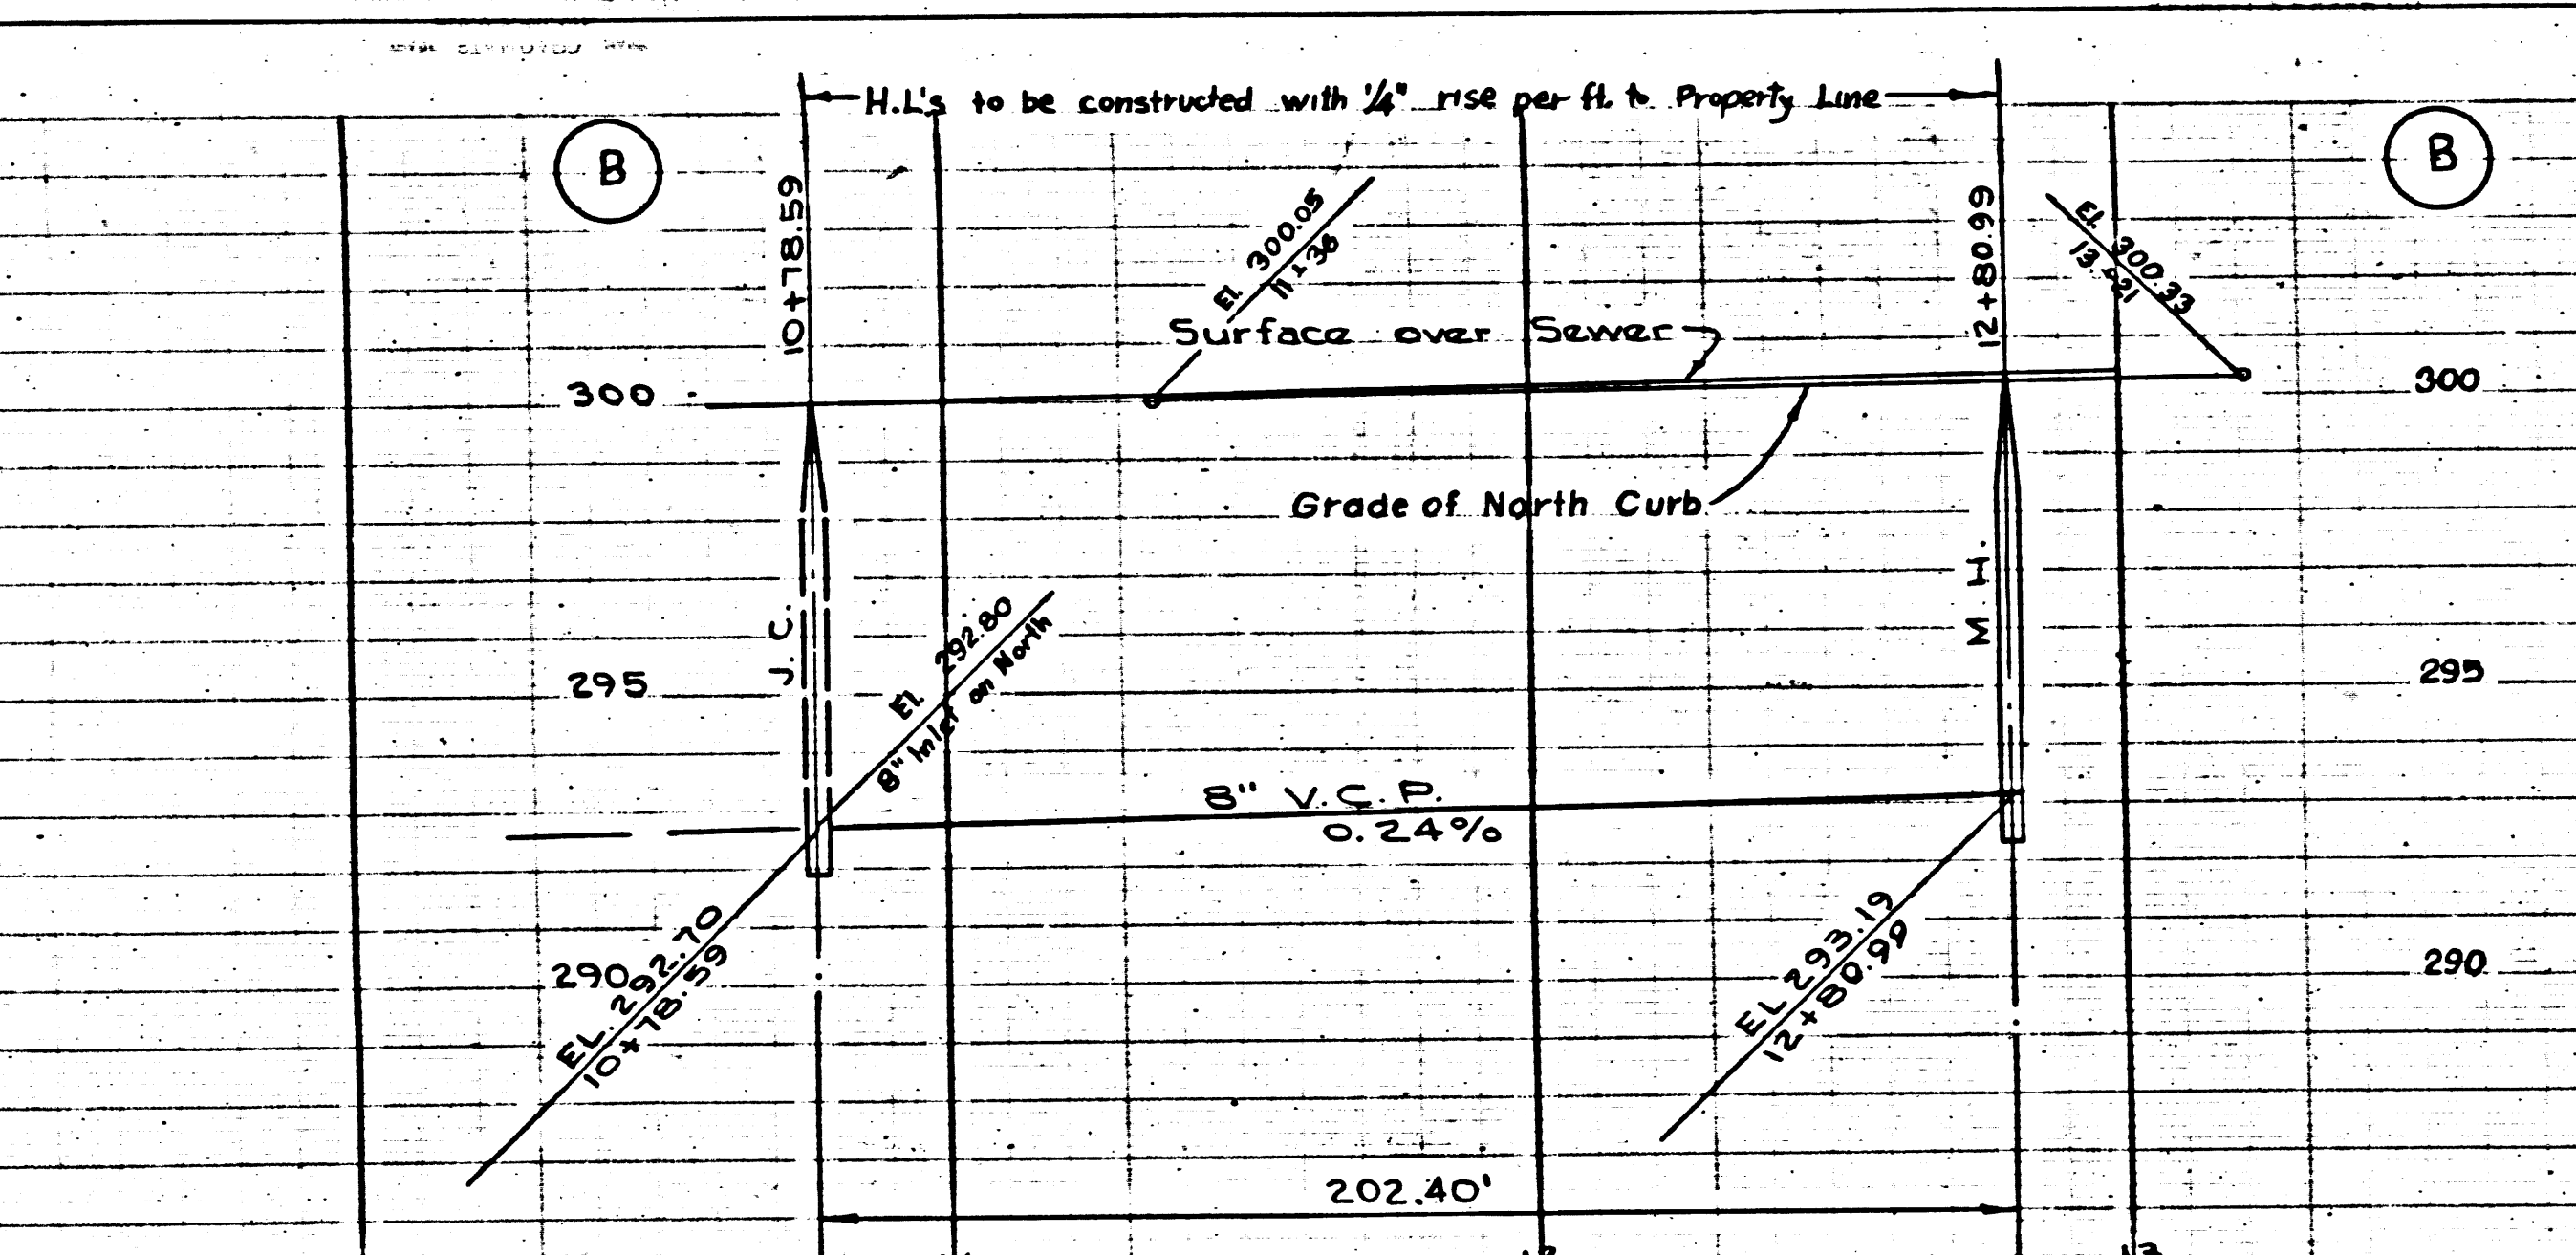 H.L's to be constructed with 1/4" rise per ft. to Property Line
B
B
10+78.59
El. 300.05
11+36
12+80.99
El. 300.33
13+21
Surface over Sewer
300
300
Grade of North Curb
J. C.
M. H.
El. 292.80
8" Inlet on North
295
295
8" V.C.P.
0.24%
290
290
EL. 292.70
10+78.59
EL 293.19
12+80.99
202.40'
12
13